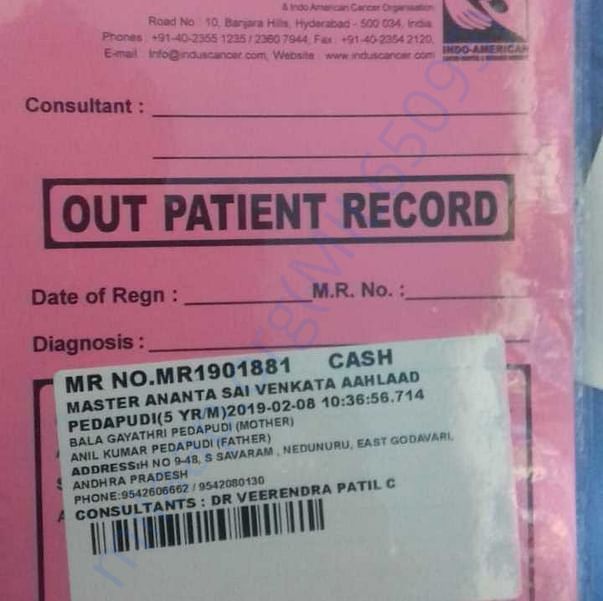 & Indo American Cancer Organisation
Road No : 10, Banjara Hills, Hyderabad - 500 034, India
Phones : +91-40-2355 1235 / 2360 7944, Fax : +91-40-2354 2120,
E-mail : Info@induscancer.com, Website : www.induscancer.com
INDO-AMERICAN
Consultant :
OUT PATIENT RECORD
Date of Regn : M.R. No. :
Diagnosis :
MR NO.MR1901881 CASH
MASTER ANANTA SAI VENKATA AAHLAAD
PEDAPUDI(5 YR/M)2019-02-08 10:36:56.714
BALA GAYATHRI PEDAPUDI (MOTHER)
ANIL KUMAR PEDAPUDI (FATHER)
ADDRESS:H NO 9-48, S SAVARAM , NEDUNURU, EAST GODAVARI,
ANDHRA PRADESH
PHONE:9542606662 / 9542080130
CONSULTANTS : DR VEERENDRA PATIL C